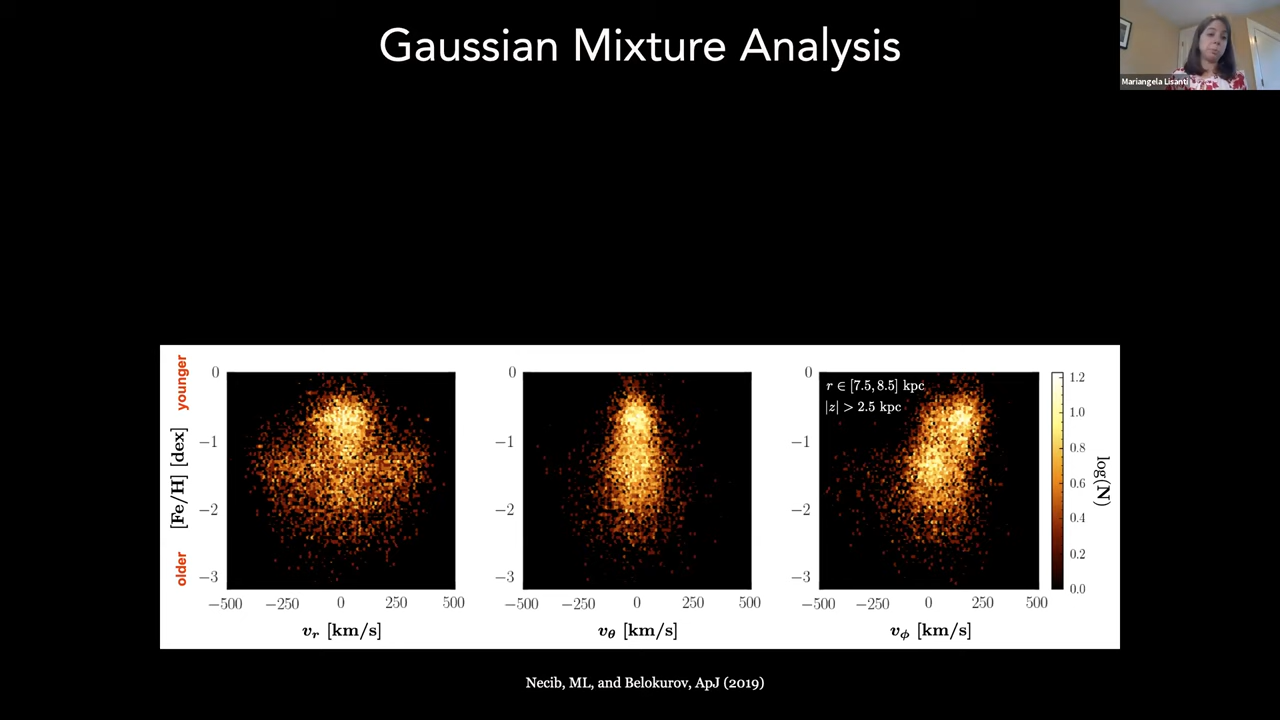 Gaussian Mixture Analysis
Mariangela Lisanti
younger
[Fe/H] [dex]
older
0
−1
−2
−3
−500 −250 0 250 500
v_r [km/s]
0
−1
−2
−3
−500 −250 0 250 500
v_θ [km/s]
r ∈ [7.5, 8.5] kpc
|z| > 2.5 kpc
0
−1
−2
−3
−500 −250 0 250 500
v_ϕ [km/s]
1.2
1.0
0.8
0.6
0.4
0.2
0.0
log(N)
Necib, ML, and Belokurov, ApJ (2019)